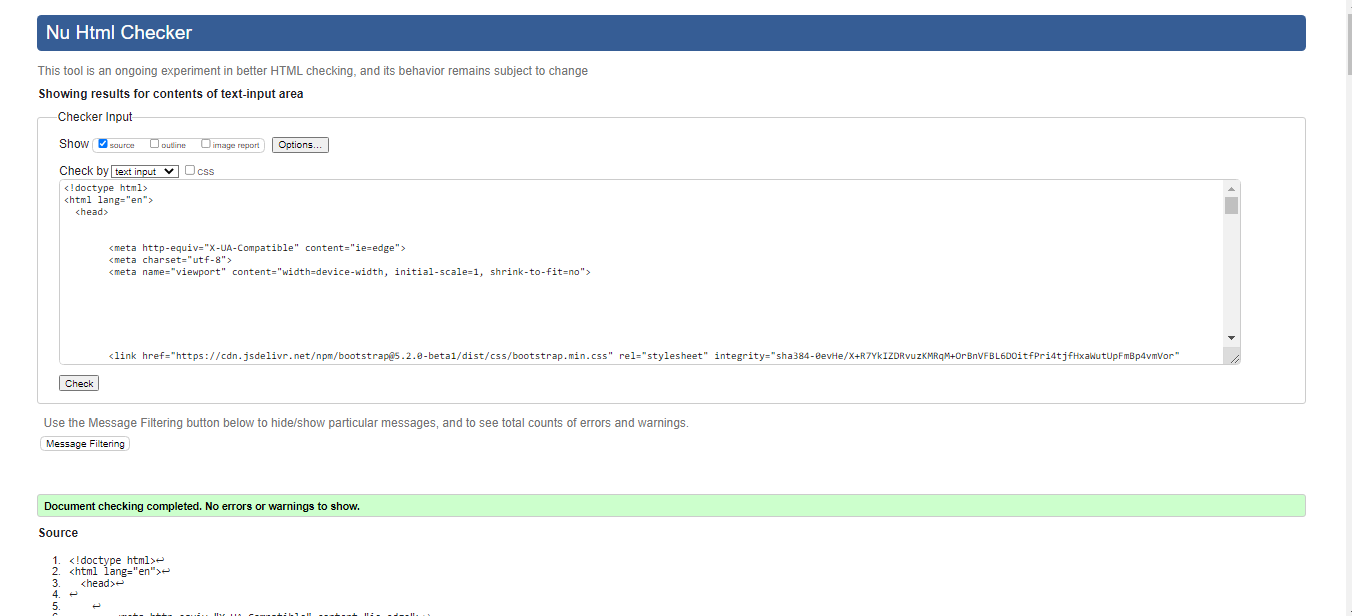 Nu Html Checker
This tool is an ongoing experiment in better HTML checking, and its behavior remains subject to change
Showing results for contents of text-input area
Checker Input
Show source outline image report Options...
Check by text input css
<!doctype html>
<html lang="en">
<head>
<meta http-equiv="X-UA-Compatible" content="ie=edge">
<meta charset="utf-8">
<meta name="viewport" content="width=device-width, initial-scale=1, shrink-to-fit=no">
<link href="https://cdn.jsdelivr.net/npm/bootstrap@5.2.0-beta1/dist/css/bootstrap.min.css" rel="stylesheet" integrity="sha384-0evHe/X+R7YkIZDRvuzKMRqM+OrBnVFBL6DOitfPri4tjfHxaWutUpFmBp4vmVor"
Check
Use the Message Filtering button below to hide/show particular messages, and to see total counts of errors and warnings.
Message Filtering
Document checking completed. No errors or warnings to show.
Source
1. <!doctype html>↩
2. <html lang="en">↩
3. <head>↩
4. ↩
5. ↩